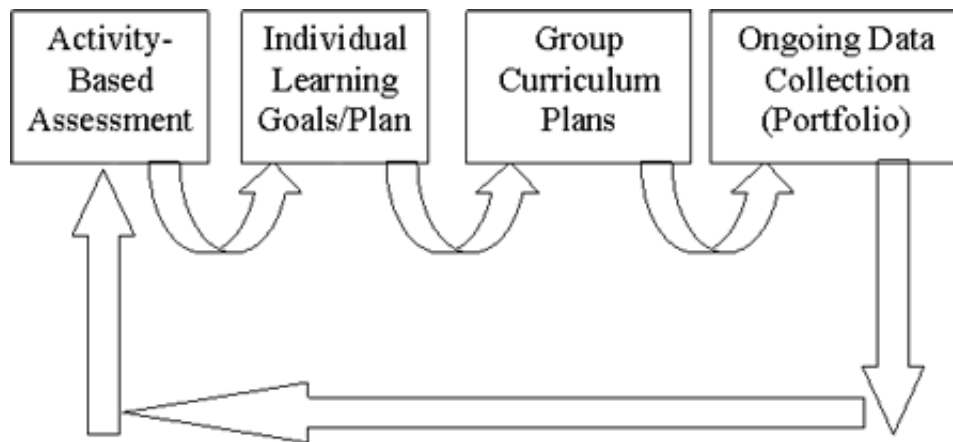 Activity-
Based
Assessment
Individual
Learning
Goals/Plan
Group
Curriculum
Plans
Ongoing Data
Collection
(Portfolio)